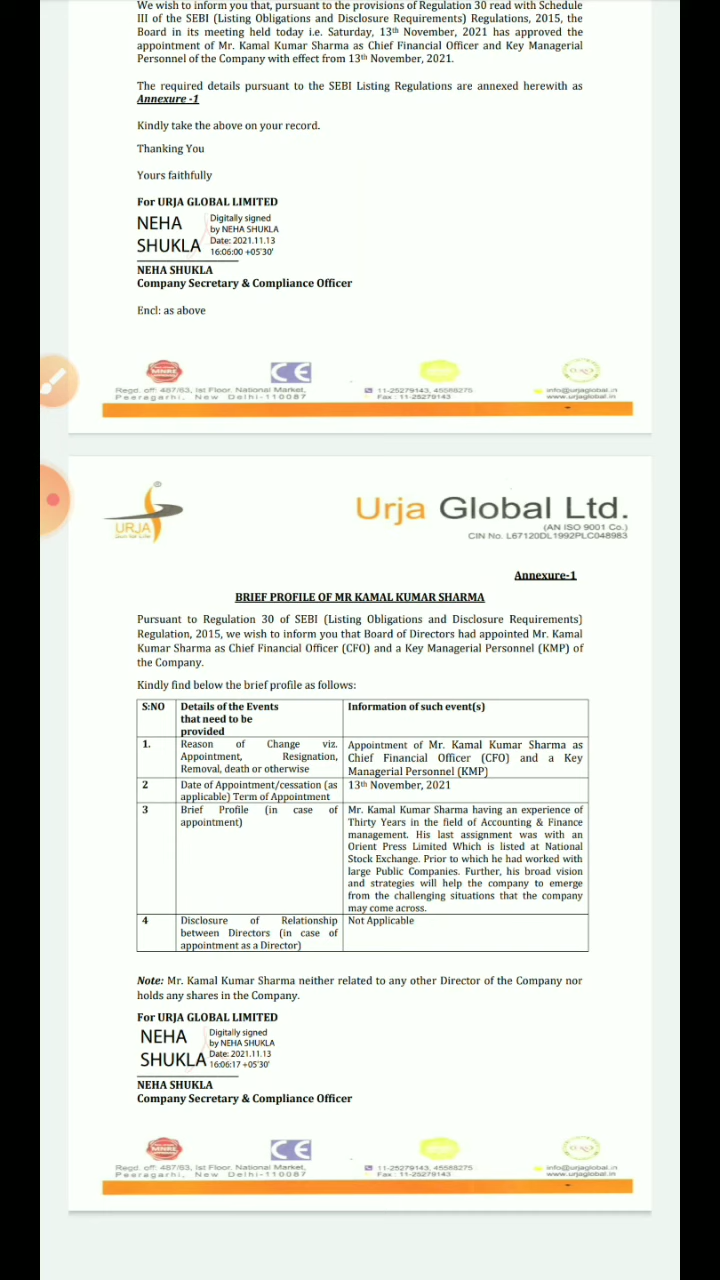 We wish to inform you that, pursuant to the provisions of Regulation 30 read with Schedule
III of the SEBI (Listing Obligations and Disclosure Requirements) Regulations, 2015, the
Board in its meeting held today i.e. Saturday, 13th November, 2021 has approved the
appointment of Mr. Kamal Kumar Sharma as Chief Financial Officer and Key Managerial
Personnel of the Company with effect from 13th November, 2021.
The required details pursuant to the SEBI Listing Regulations are annexed herewith as
Annexure -1
Kindly take the above on your record.
Thanking You
Yours faithfully
For URJA GLOBAL LIMITED
NEHA
SHUKLA
Digitally signed
by NEHA SHUKLA
Date: 2021.11.13
16:06:00 +05'30'
NEHA SHUKLA
Company Secretary & Compliance Officer
Encl: as above
MNRE
CE
Regd. off: 487/63, Ist Floor, National Market,
Peeragarhi, New Delhi-110087
11-25279143, 45588275
Fax : 11-25279143
info@urjaglobal.in
www.urjaglobal.in
URJA
Urja Global Ltd.
(AN ISO 9001 Co.)
CIN No. L67120DL1992PLC048983
Annexure-1
BRIEF PROFILE OF MR KAMAL KUMAR SHARMA
Pursuant to Regulation 30 of SEBI (Listing Obligations and Disclosure Requirements)
Regulation, 2015, we wish to inform you that Board of Directors had appointed Mr. Kamal
Kumar Sharma as Chief Financial Officer (CFO) and a Key Managerial Personnel (KMP) of
the Company.
Kindly find below the brief profile as follows:
S:NO
Details of the Events
that need to be
provided
Information of such event(s)
1.
Reason of Change viz.
Appointment, Resignation,
Removal, death or otherwise
Appointment of Mr. Kamal Kumar Sharma as
Chief Financial Officer (CFO) and a Key
Managerial Personnel (KMP)
2
Date of Appointment/cessation (as
applicable) Term of Appointment
13th November, 2021
3
Brief Profile (in case of
appointment)
Mr. Kamal Kumar Sharma having an experience of
Thirty Years in the field of Accounting & Finance
management. His last assignment was with an
Orient Press Limited Which is listed at National
Stock Exchange. Prior to which he had worked with
large Public Companies. Further, his broad vision
and strategies will help the company to emerge
from the challenging situations that the company
may come across.
4
Disclosure of Relationship
between Directors (in case of
appointment as a Director)
Not Applicable
Note: Mr. Kamal Kumar Sharma neither related to any other Director of the Company nor
holds any shares in the Company.
For URJA GLOBAL LIMITED
NEHA
SHUKLA
Digitally signed
by NEHA SHUKLA
Date: 2021.11.13
16:06:17 +05'30'
NEHA SHUKLA
Company Secretary & Compliance Officer
MNRE
CE
Regd. off: 487/63, Ist Floor, National Market,
Peeragarhi, New Delhi-110087
11-25279143, 45588275
Fax : 11-25279143
info@urjaglobal.in
www.urjaglobal.in